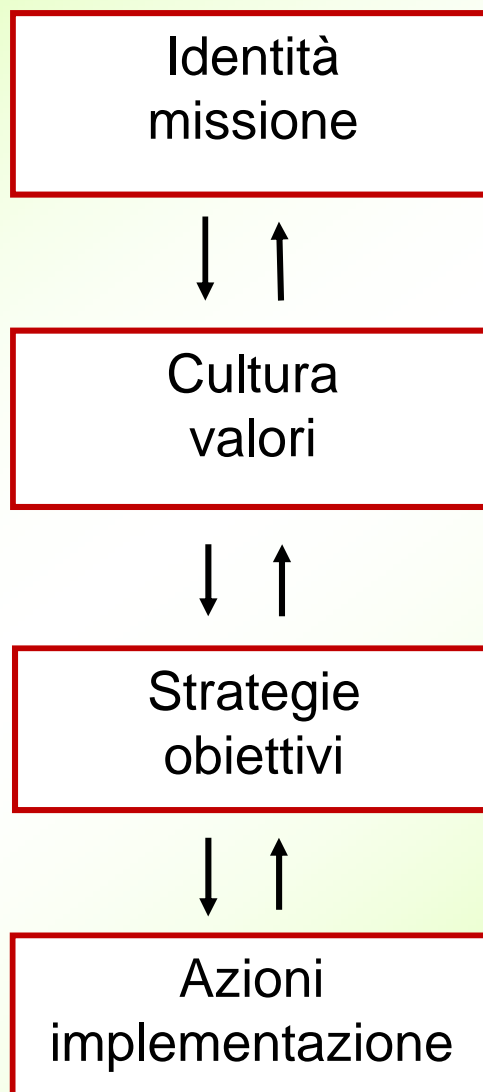 Identità
missione
Cultura
valori
Strategie
obiettivi
Azioni
implementazione